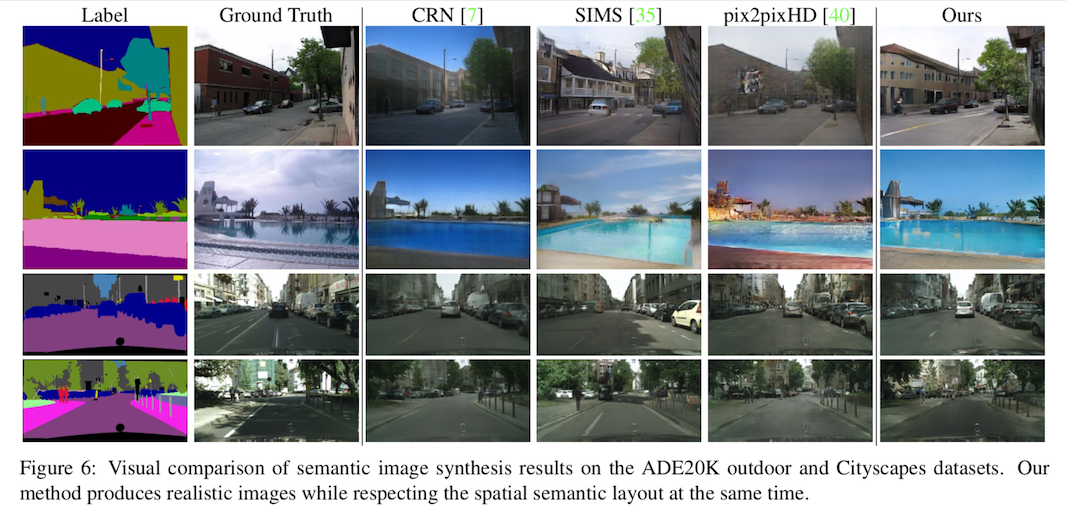 Label Ground Truth CRN [7] SIMS [35] pix2pixHD [40] Ours
Figure 6: Visual comparison of semantic image synthesis results on the ADE20K outdoor and Cityscapes datasets. Our
method produces realistic images while respecting the spatial semantic layout at the same time.